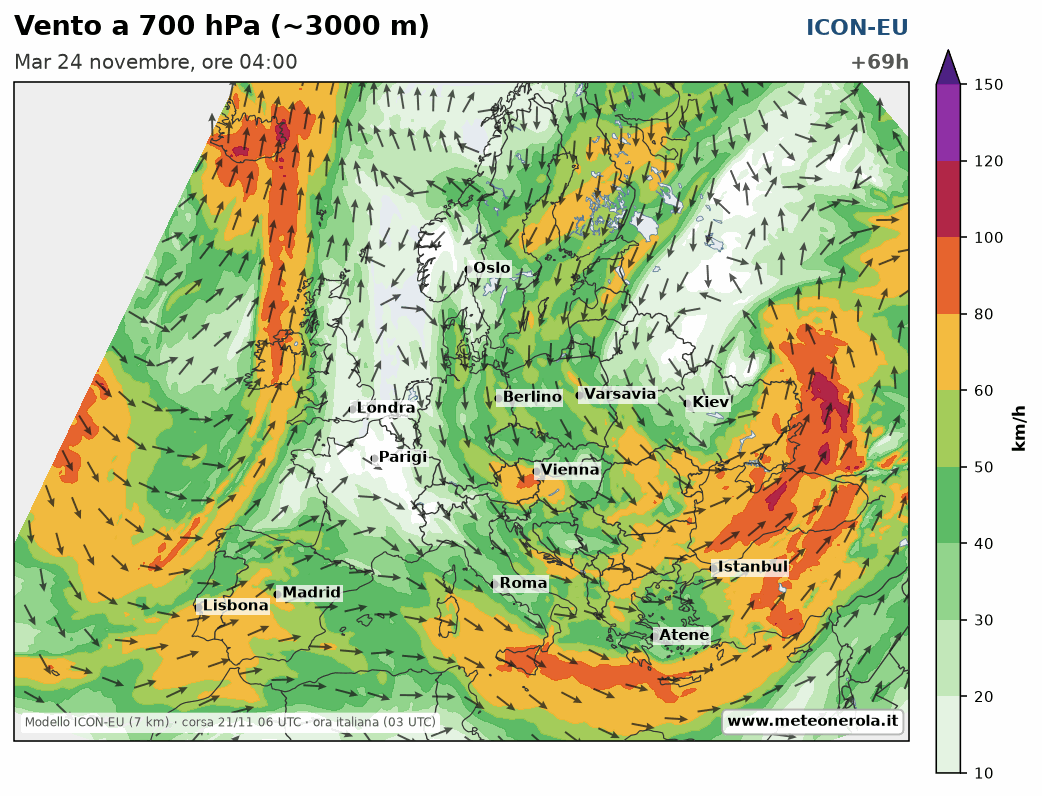 Vento a 700 hPa (~3000 m)
ICON-EU
Mar 24 novembre, ore 04:00
+69h
150
120
100
80
60
50
40
30
20
10
km/h
Oslo
Berlino
Varsavia
Kiev
Londra
Parigi
Vienna
Istanbul
Roma
Madrid
Lisbona
Atene
Modello ICON-EU (7 km) · corsa 21/11 06 UTC · ora italiana (03 UTC)
www.meteonerola.it